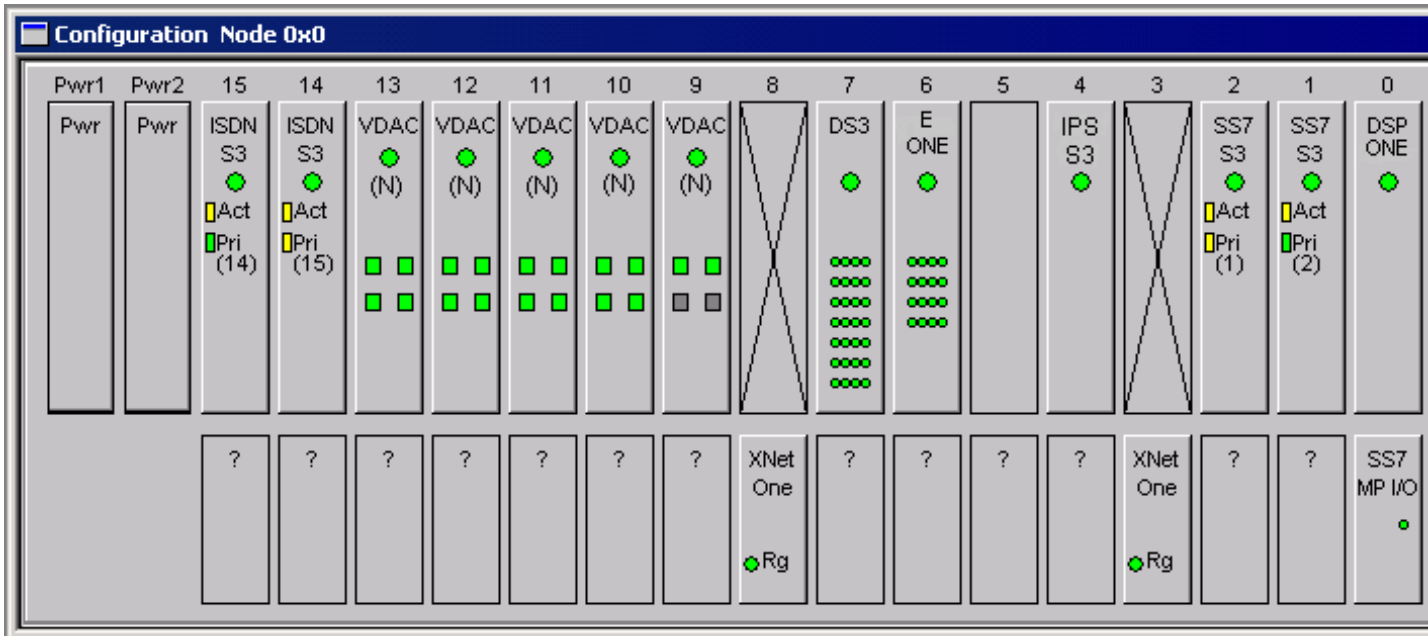 Configuration Node 0x0
Pwr1 Pwr2 15 14 13 12 11 10 9 8 7 6 5 4 3 2 1 0
Pwr Pwr ISDN ISDN VDAC VDAC VDAC VDAC VDAC DS3 E IPS SS7 SS7 DSP
S3 S3 ONE S3 S3 S3 ONE
(N) (N) (N) (N) (N)
Act Act Act Act
Pri Pri Pri Pri
(14) (15) (1) (2)
? ? ? ? ? ? ? XNet ? ? ? ? XNet ? ? SS7
One One MP I/O
Rg Rg